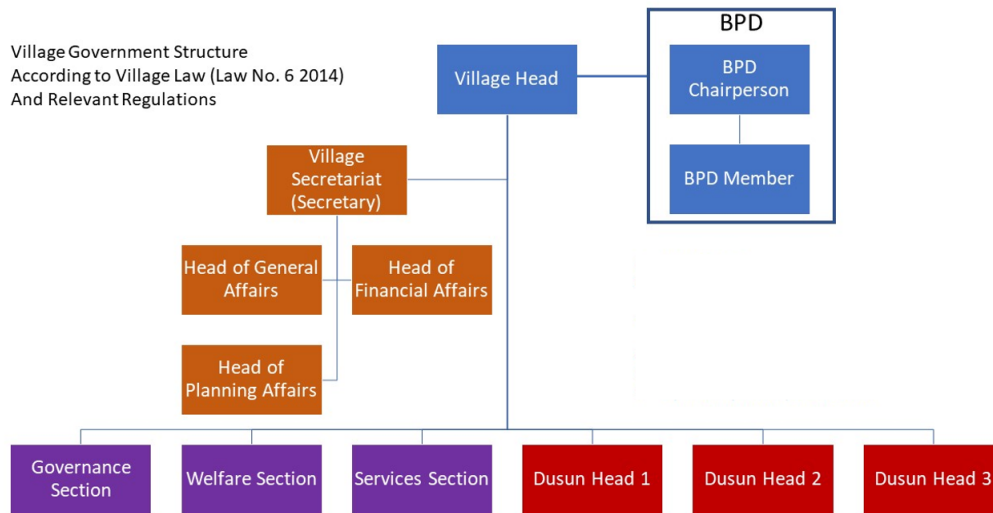 Village Government Structure
According to Village Law (Law No. 6 2014)
And Relevant Regulations
BPD
Village Head
BPD
Chairperson
BPD Member
Village
Secretariat
(Secretary)
Head of General
Affairs
Head of
Financial Affairs
Head of
Planning Affairs
Governance
Section
Welfare Section
Services Section
Dusun Head 1
Dusun Head 2
Dusun Head 3